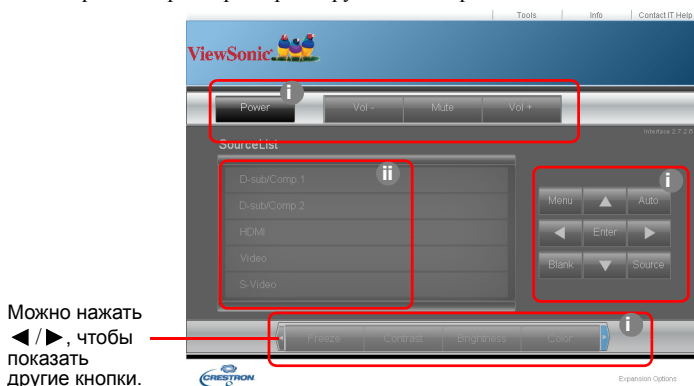 Tools Info Contact IT Help
ViewSonic
i
Power Vol - Mute Vol +
Interface 2.7.2.6
SourceList
ii
D-sub/Comp.1
D-sub/Comp.2
HDMI
Video
S-Video
i
Menu Auto
Enter
Blank Source
Можно нажать
◀/▶, чтобы
показать
другие кнопки.
i
Freeze Contrast Brightness Color
CRESTRON
Expansion Options